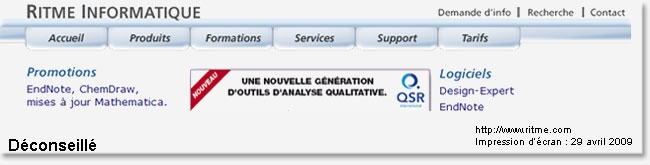 RITME INFORMATIQUE
Demande d'info | Recherche | Contact
Accueil Produits Formations Services Support Tarifs
Promotions
EndNote, ChemDraw,
mises à jour Mathematica.
NOUVEAU
UNE NOUVELLE GÉNÉRATION
D'OUTILS D'ANALYSE QUALITATIVE.
QSR
International
Logiciels
Design-Expert
EndNote
Déconseillé
http://www.ritme.com
Impression d'écran : 29 avril 2009